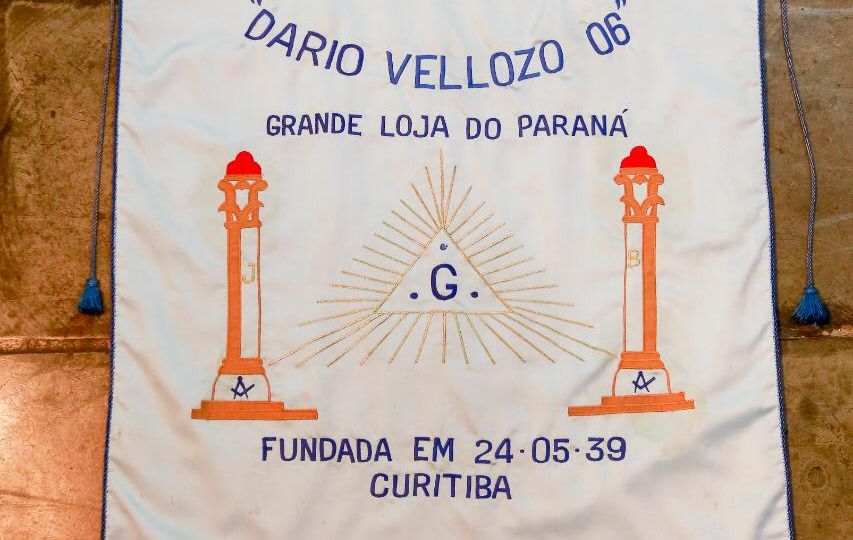 "DARIO VELLOZO 06"
GRANDE LOJA DO PARANÁ
J
B
.G.
FUNDADA EM 24·05·39
CURITIBA